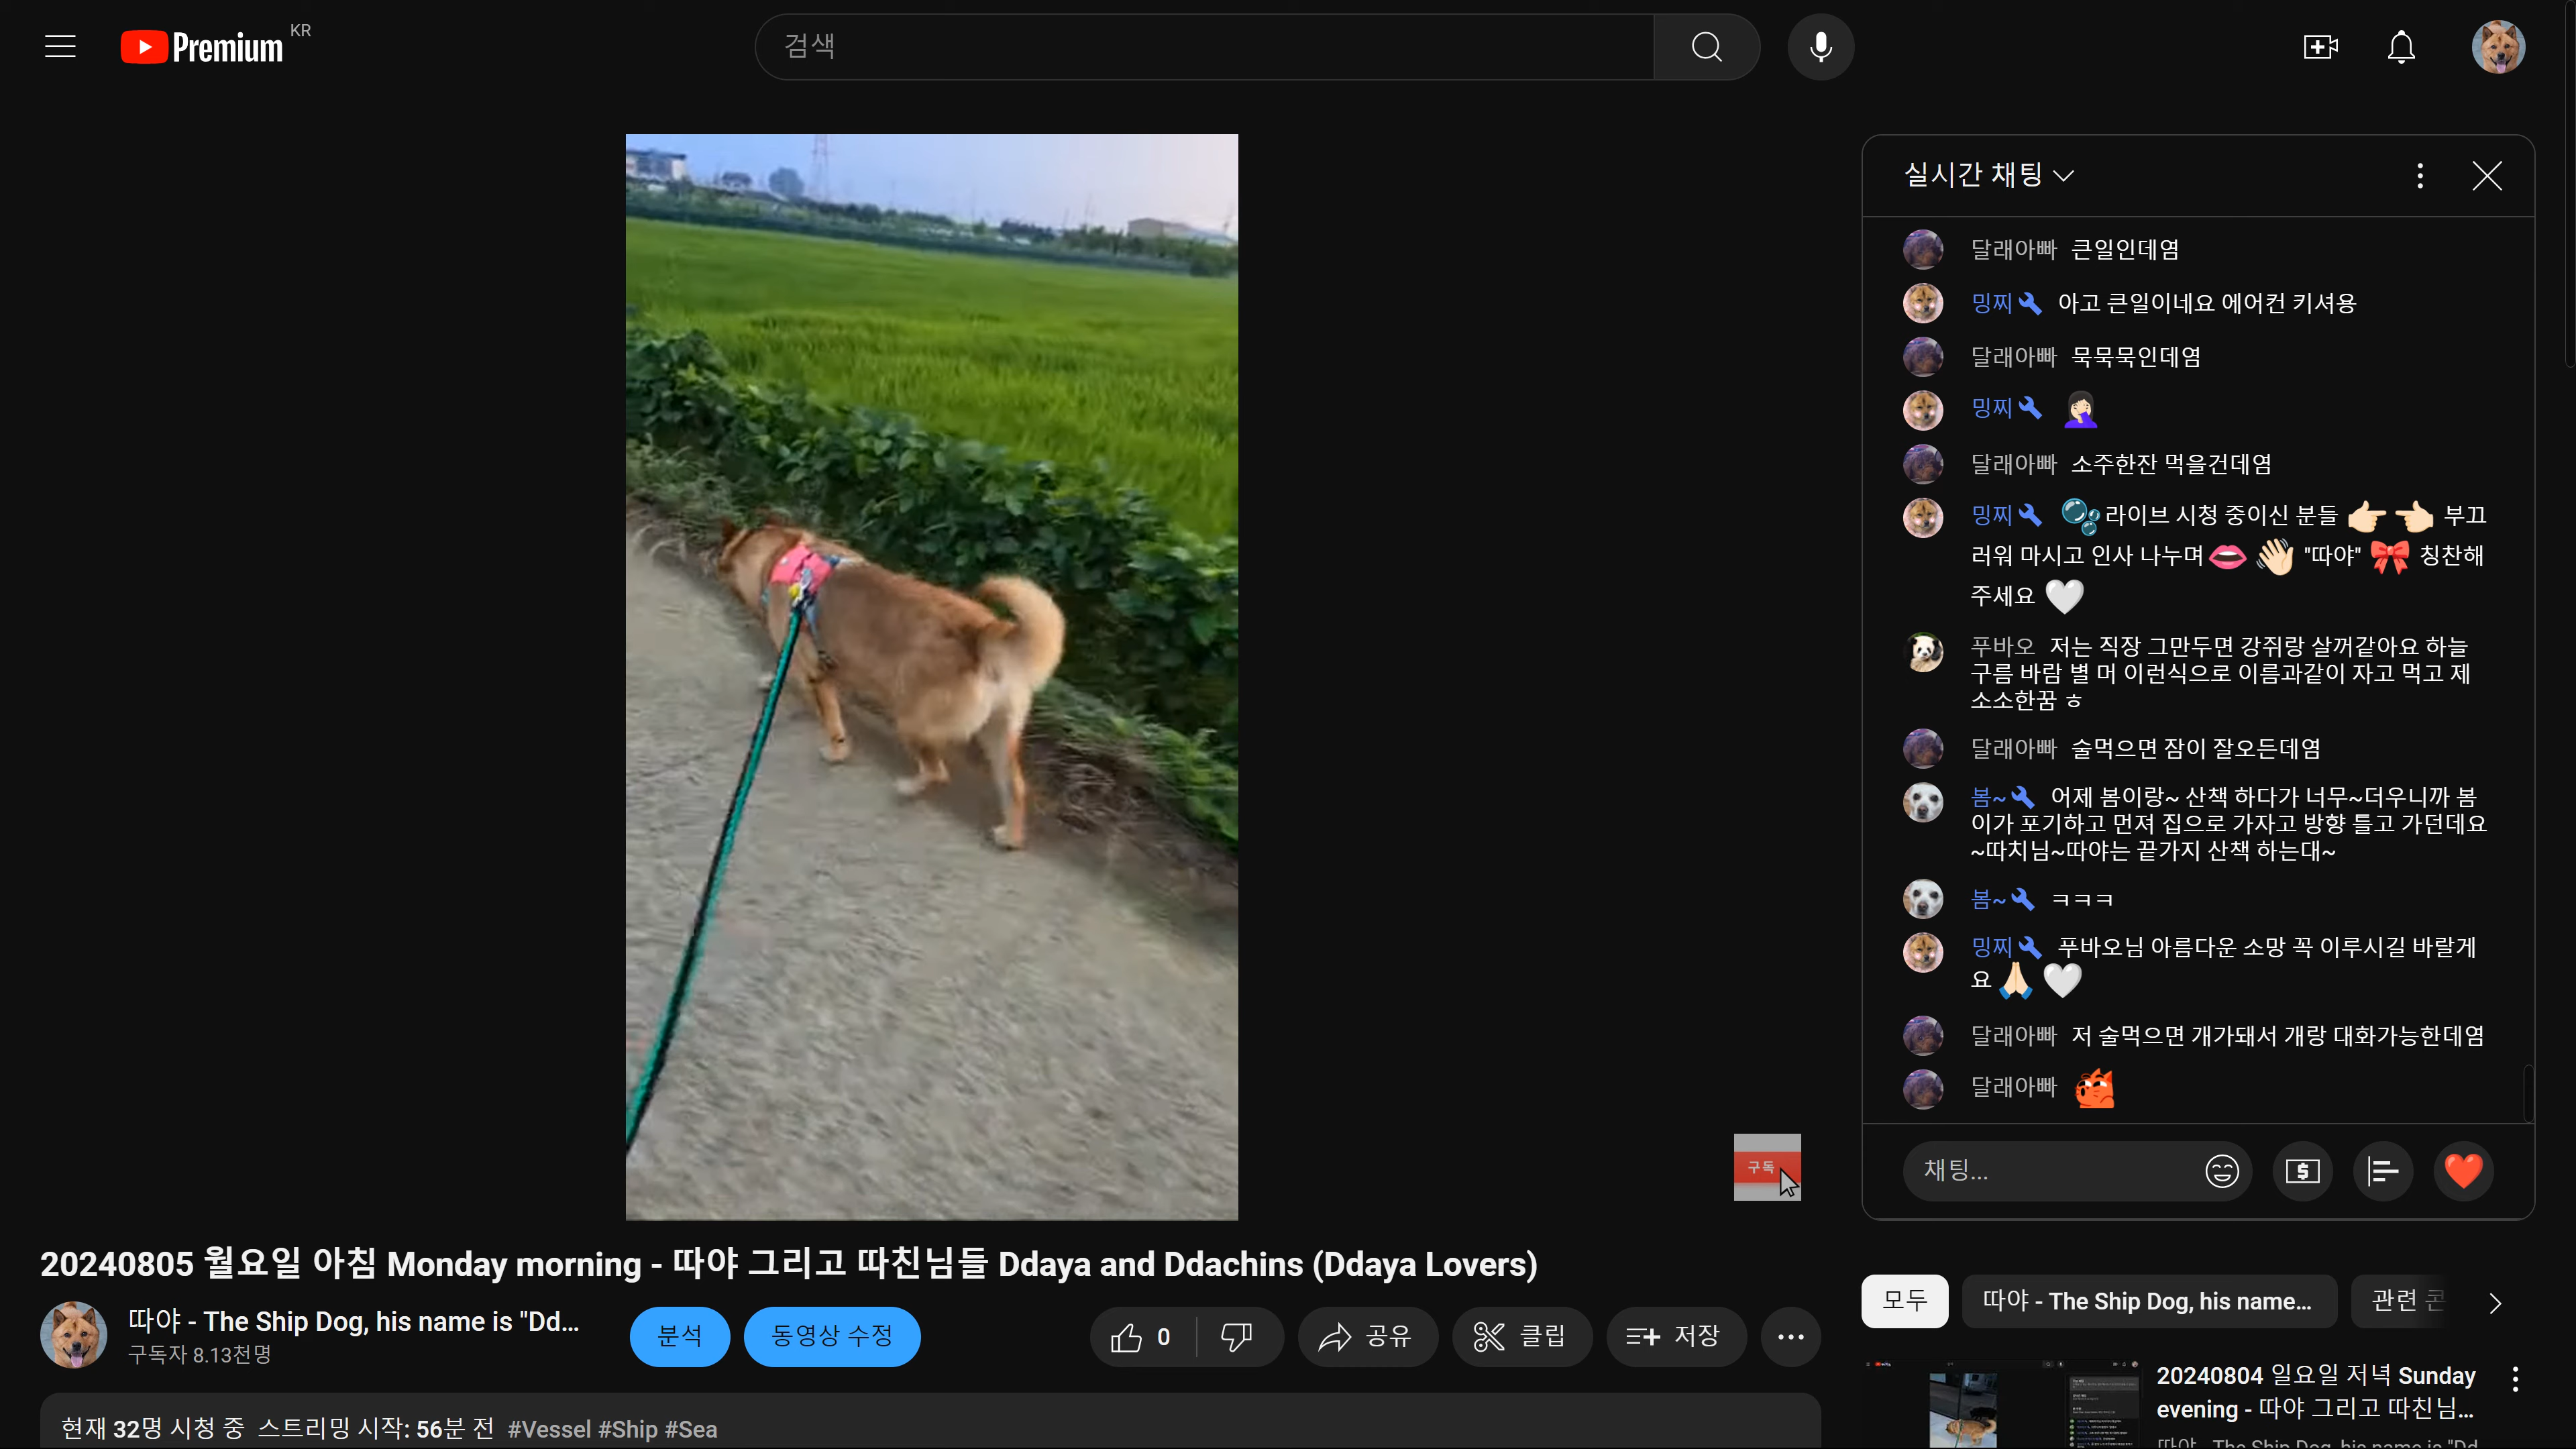 Premium KR
검색
실시간 채팅
달래아빠 큰일인데염
밍찌 아고 큰일이네요 에어컨 키셔용
달래아빠 묵묵묵인데염
밍찌
달래아빠 소주한잔 먹을건데염
밍찌 🫧라이브 시청 중이신 분들 👉🏻👈🏻 부끄
러워 마시고 인사 나누며👄👋🏻 "따야" 🎀 칭찬해
주세요 🤍
푸바오 저는 직장 그만두면 강쥐랑 살꺼같아요 하늘
구름 바람 별 머 이런식으로 이름과같이 자고 먹고 제
소소한꿈 ㅎ
달래아빠 술먹으면 잠이 잘오든데염
봄~ 어제 봄이랑~ 산책 하다가 너무~더우니까 봄
이가 포기하고 먼져 집으로 가자고 방향 틀고 가던데요
~따치님~따야는 끝가지 산책 하는대~
봄~ ㅋㅋㅋ
밍찌 푸바오님 아름다운 소망 꼭 이루시길 바랄게
요🙏🏻🤍
달래아빠 저 술먹으면 개가돼서 개랑 대화가능한데염
달래아빠
채팅...
구독
20240805 월요일 아침 Monday morning - 따야 그리고 따친님들 Ddaya and Ddachins (Ddaya Lovers)
따야 - The Ship Dog, his name is "Dd...
구독자 8.13천명
분석
동영상 수정
0
공유
클립
저장
현재 32명 시청 중 스트리밍 시작: 56분 전 #Vessel #Ship #Sea
모두
따야 - The Ship Dog, his name...
관련
20240804 일요일 저녁 Sunday
evening - 따야 그리고 따친님...